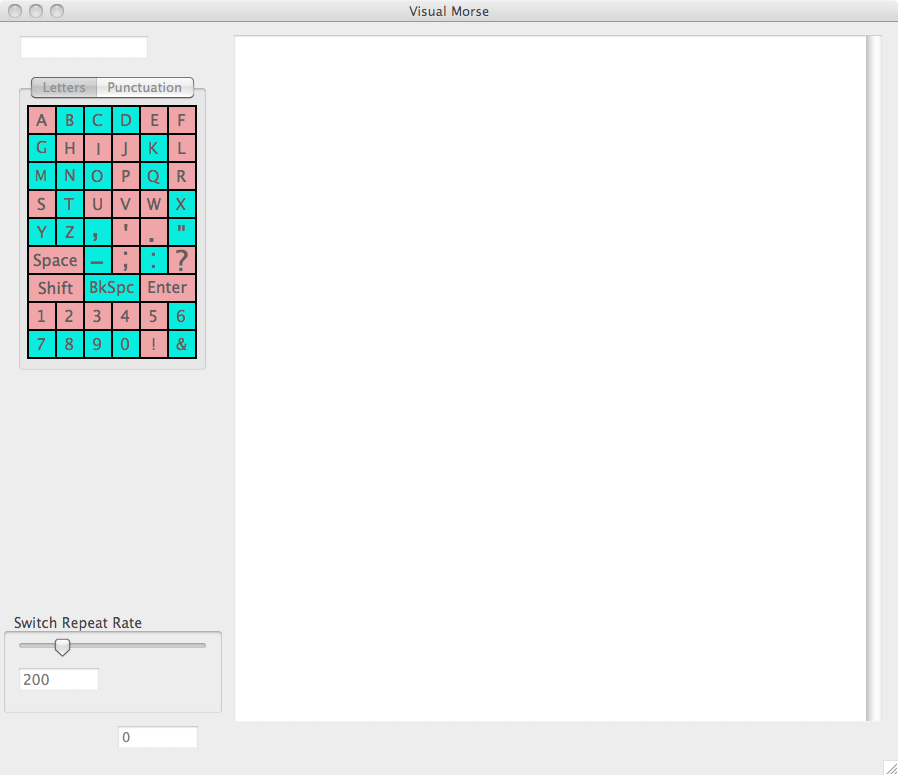 Visual Morse
Letters Punctuation
A B C D E F
G H I J K L
M N O P Q R
S T U V W X
Y Z , ' . "
Space – ; : ?
Shift BkSpc Enter
1 2 3 4 5 6
7 8 9 0 ! &
Switch Repeat Rate
200
0